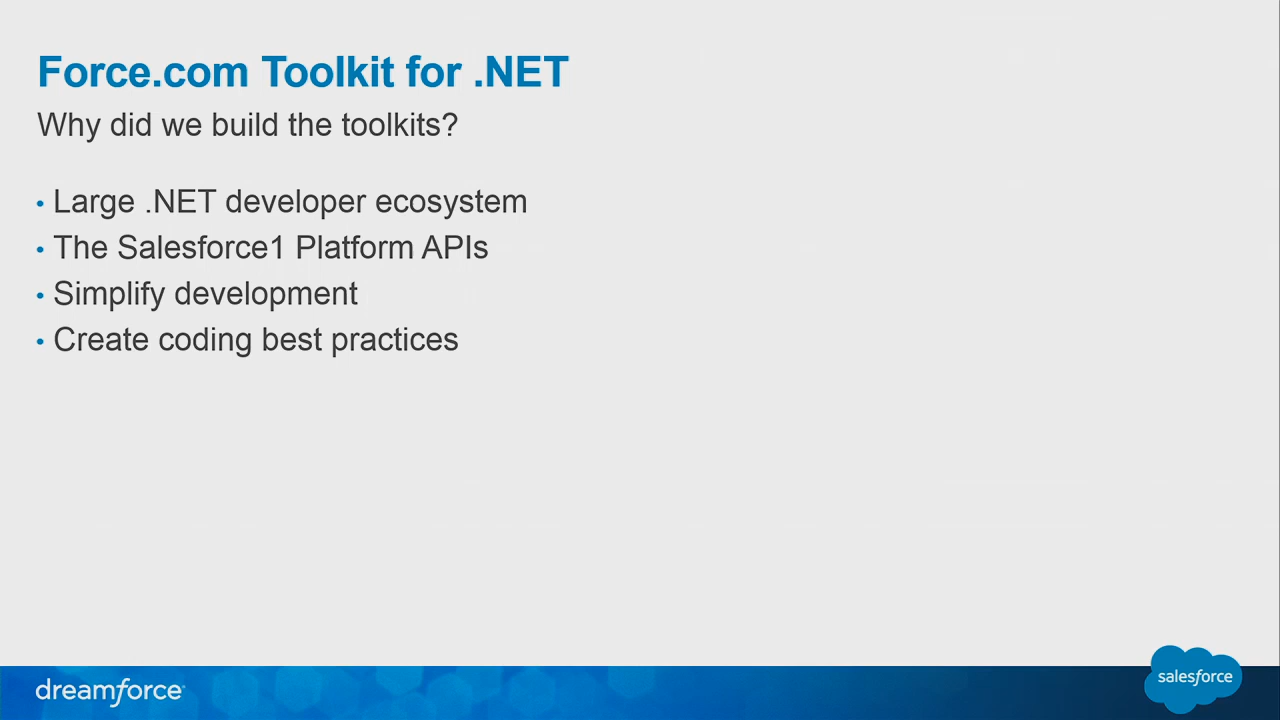 Force.com Toolkit for .NET
Why did we build the toolkits?
• Large .NET developer ecosystem
• The Salesforce1 Platform APIs
• Simplify development
• Create coding best practices
dreamforce
salesforce